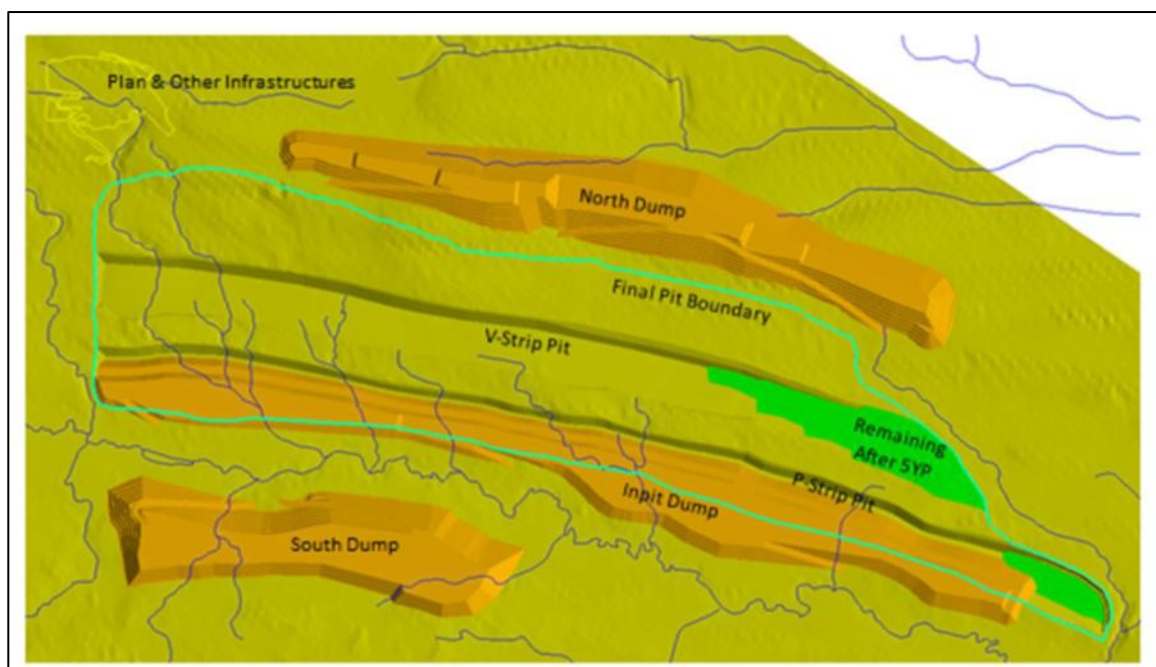 Plan & Other Infrastructures
North Dump
Final Pit Boundary
V-Strip Pit
Remaining
After 5YP
P-Strip Pit
Inpit Dump
South Dump